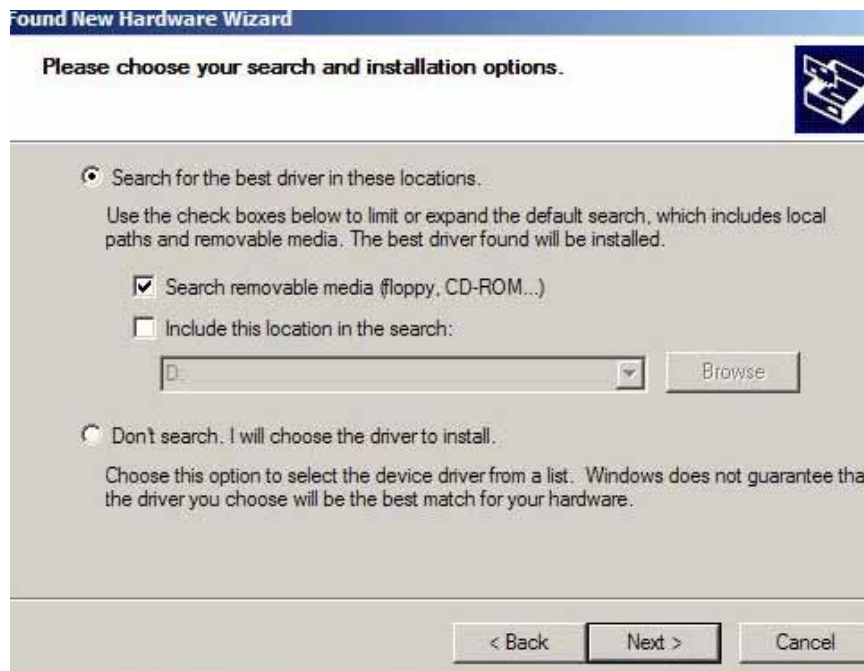 Found New Hardware Wizard
Please choose your search and installation options.
Search for the best driver in these locations.
Use the check boxes below to limit or expand the default search, which includes local
paths and removable media. The best driver found will be installed.
Search removable media (floppy, CD-ROM...)
Include this location in the search:
D:
Browse
Don't search. I will choose the driver to install.
Choose this option to select the device driver from a list. Windows does not guarantee tha
the driver you choose will be the best match for your hardware.
< Back Next > Cancel